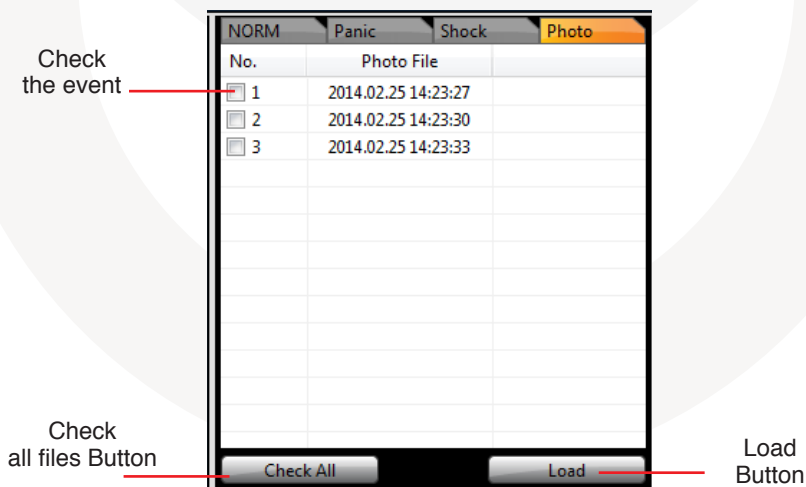 NORM Panic Shock Photo
No. Photo File
Check
the event
1 2014.02.25 14:23:27
2 2014.02.25 14:23:30
3 2014.02.25 14:23:33
Check
all files Button
Check All Load
Load
Button